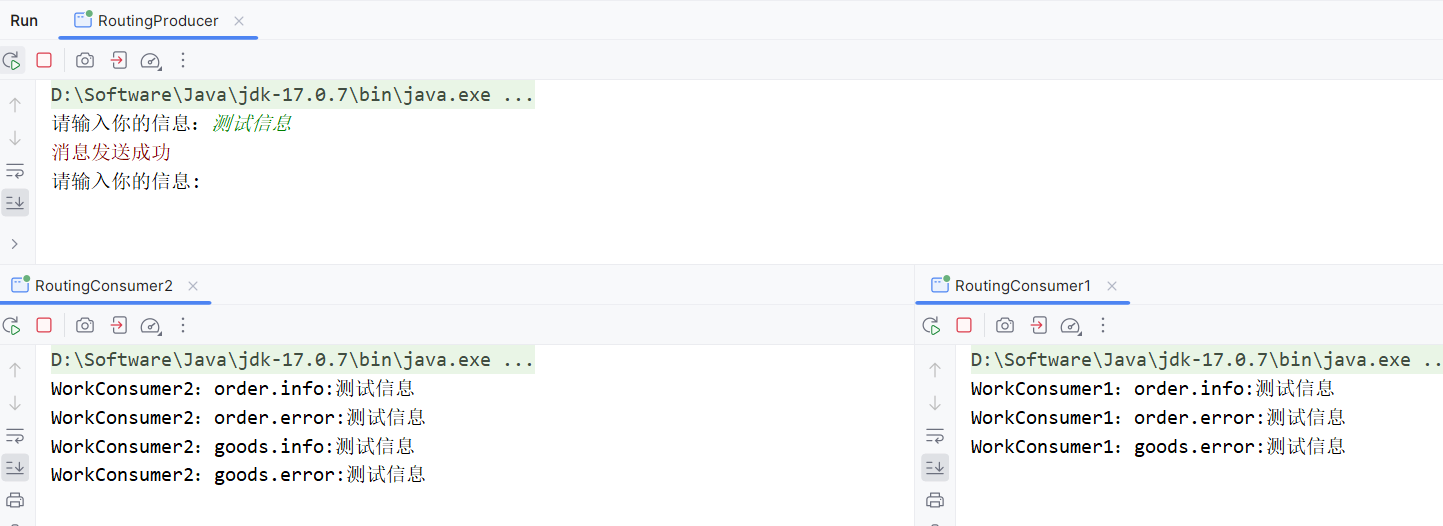 Run RoutingProducer
D:\Software\Java\jdk-17.0.7\bin\java.exe ...
请输入你的信息：测试信息
消息发送成功
请输入你的信息：
RoutingConsumer2
D:\Software\Java\jdk-17.0.7\bin\java.exe ...
WorkConsumer2：order.info:测试信息
WorkConsumer2：order.error:测试信息
WorkConsumer2：goods.info:测试信息
WorkConsumer2：goods.error:测试信息
RoutingConsumer1
D:\Software\Java\jdk-17.0.7\bin\java.exe ..
WorkConsumer1：order.info:测试信息
WorkConsumer1：order.error:测试信息
WorkConsumer1：goods.error:测试信息